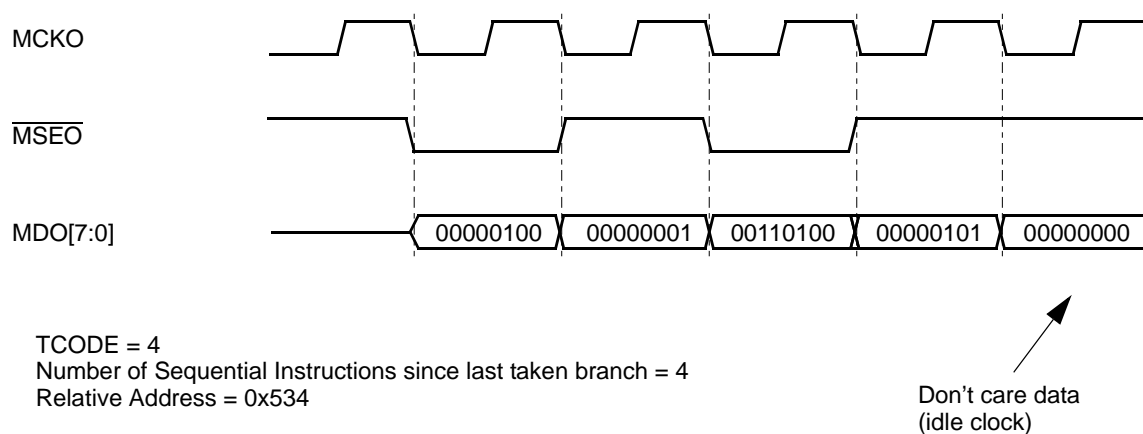 MCKO
MSEO
MDO[7:0]
00000100 00000001 00110100 00000101 00000000
TCODE = 4
Number of Sequential Instructions since last taken branch = 4
Relative Address = 0x534
Don't care data
(idle clock)